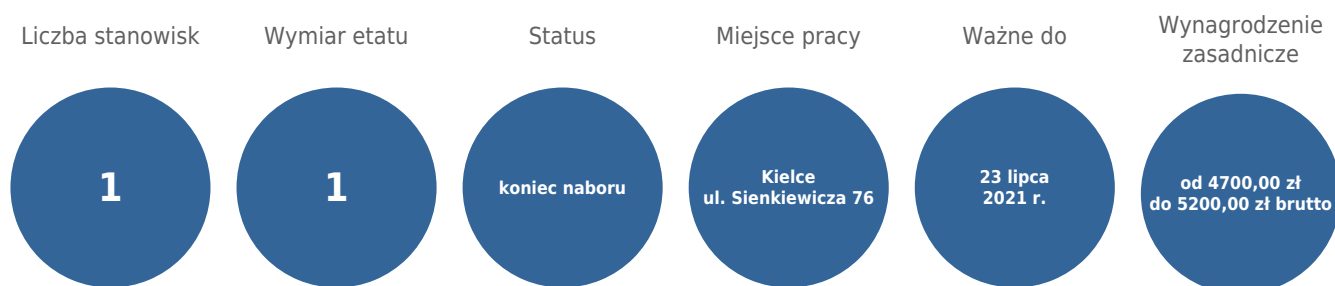 Liczba stanowisk
1
Wymiar etatu
1
Status
koniec naboru
Miejsce pracy
Kielce
ul. Sienkiewicza 76
Ważne do
23 lipca
2021 r.
Wynagrodzenie
zasadnicze
od 4700,00 zł
do 5200,00 zł brutto